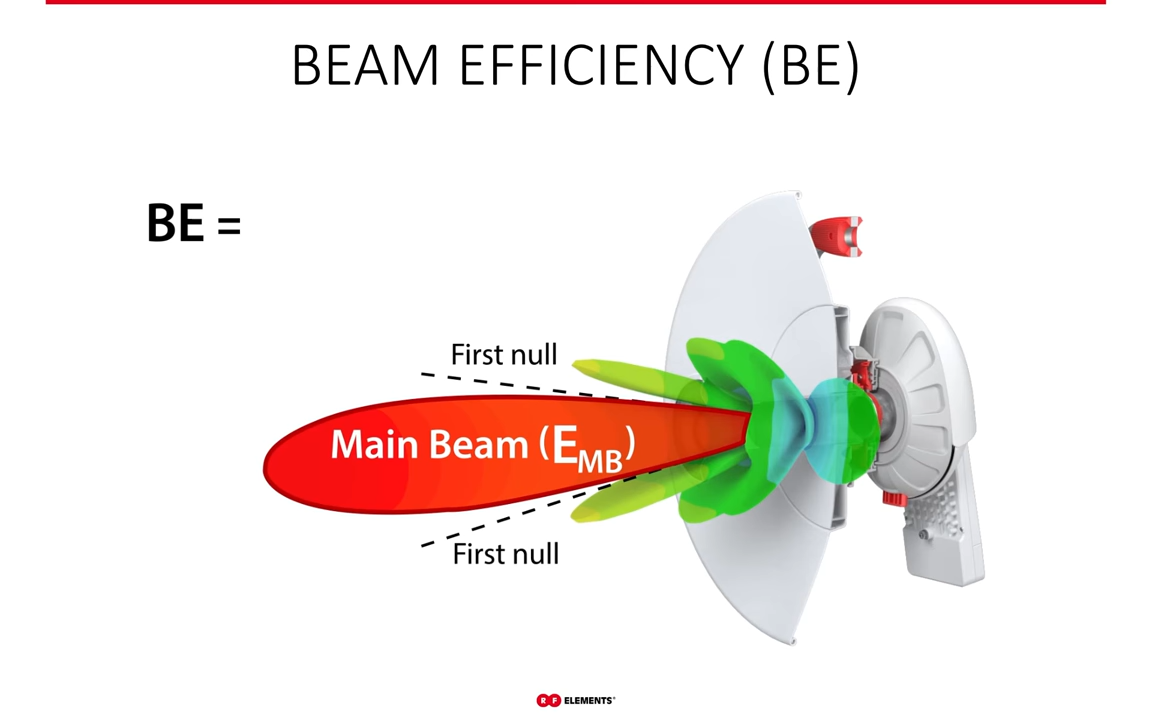 BEAM EFFICIENCY (BE)
BE =
First null
Main Beam (EMB)
First null
RF ELEMENTS®